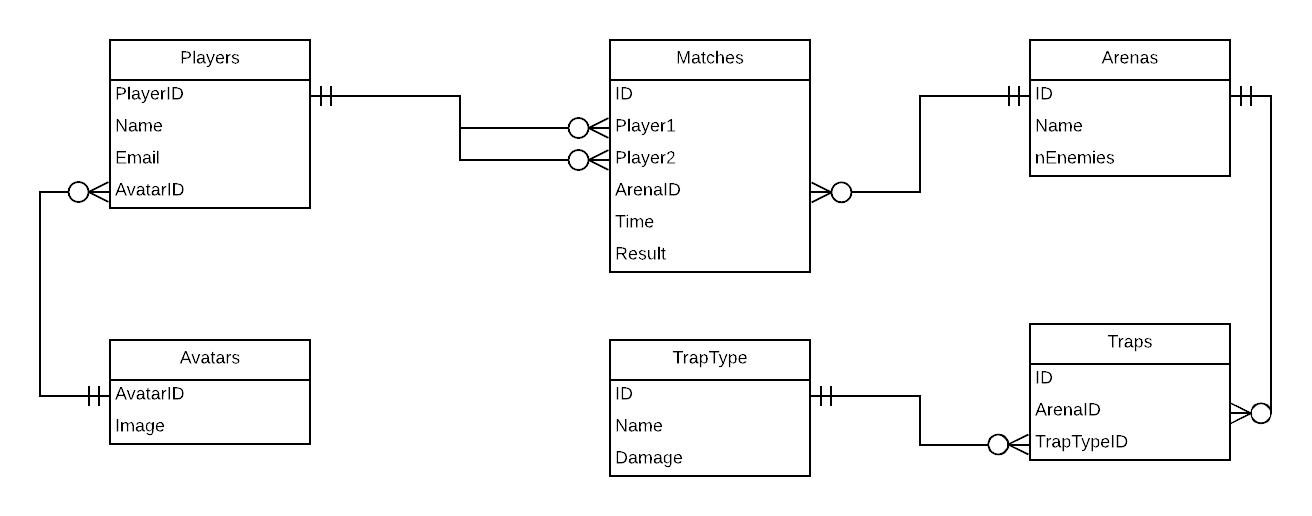 Players
PlayerID
Name
Email
AvatarID
Matches
ID
Player1
Player2
ArenaID
Time
Result
Arenas
ID
Name
nEnemies
Avatars
AvatarID
Image
TrapType
ID
Name
Damage
Traps
ID
ArenaID
TrapTypeID